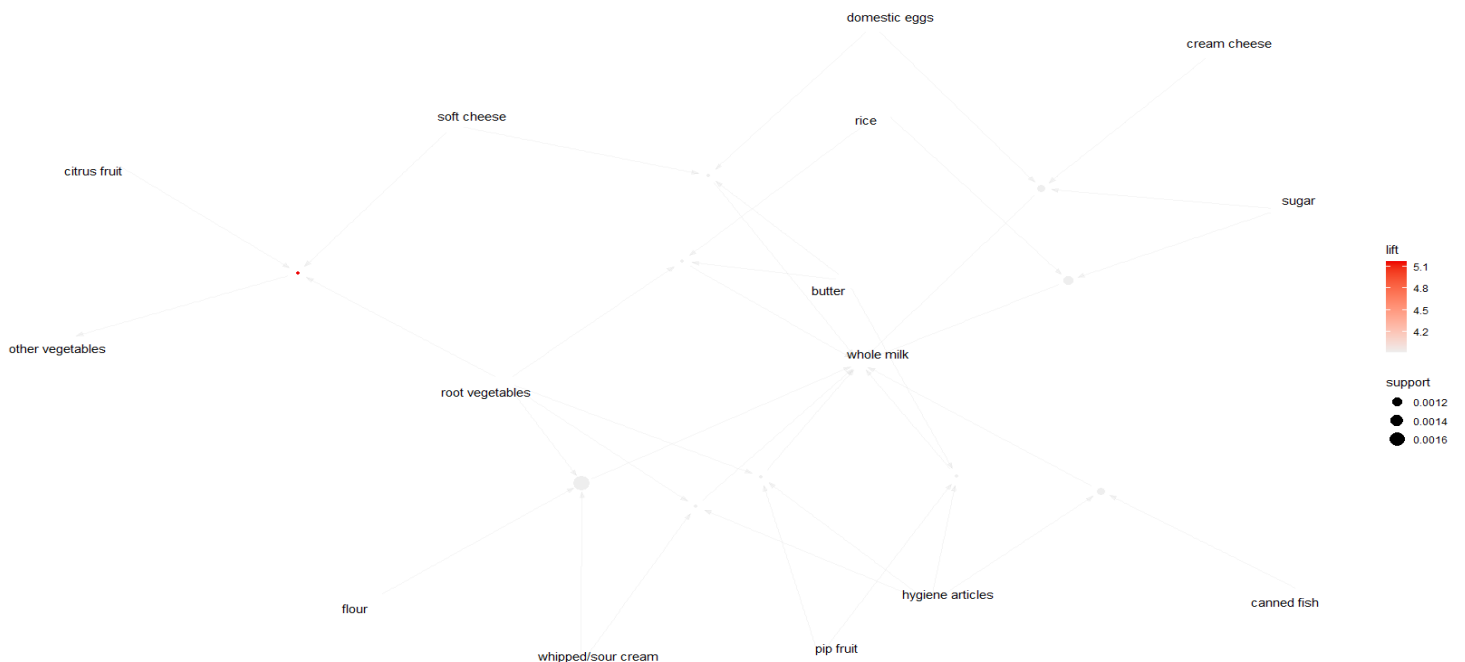 domestic eggs
cream cheese
soft cheese
rice
citrus fruit
sugar
butter
other vegetables
whole milk
root vegetables
hygiene articles
canned fish
flour
pip fruit
whipped/sour cream
lift
5.1
4.8
4.5
4.2
support
0.0012
0.0014
0.0016